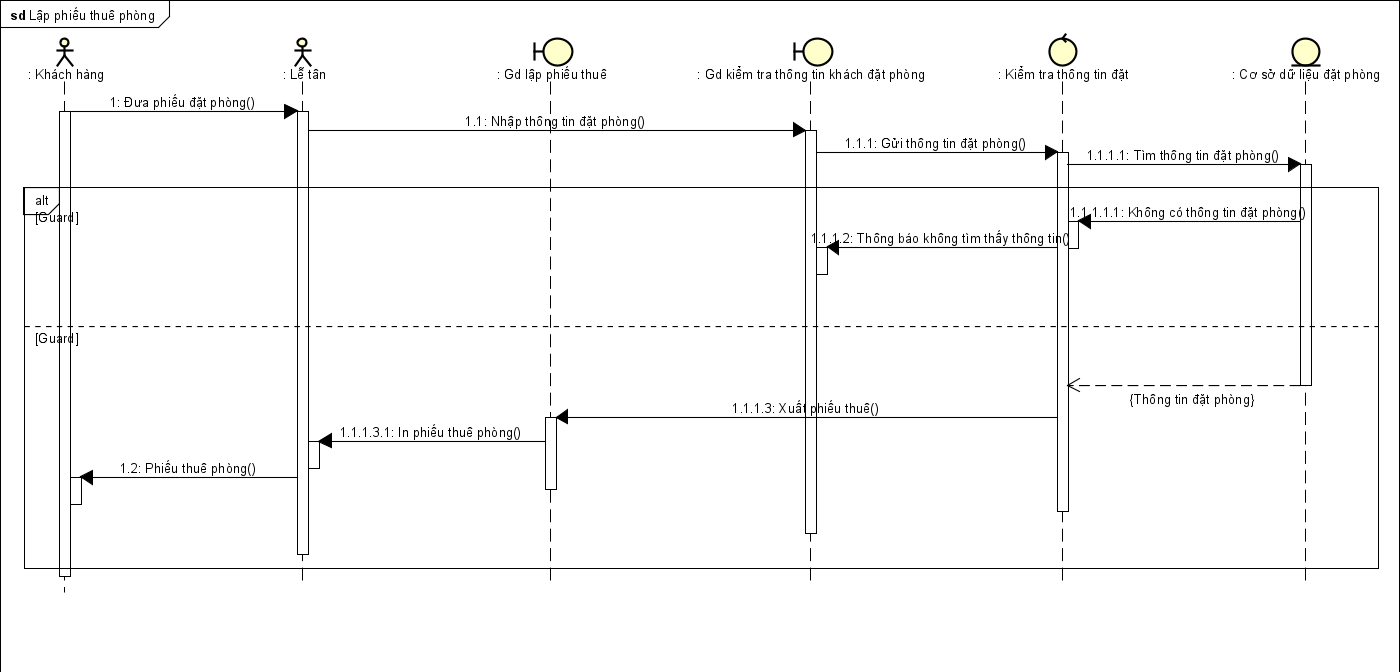 sd Lập phiếu thuê phòng
: Khách hàng
: Lễ tân
: Gd lập phiếu thuê
: Gd kiểm tra thông tin khách đặt phòng
: Kiểm tra thông tin đặt
: Cơ sở dữ liệu đặt phòng
1: Đưa phiếu đặt phòng()
1.1: Nhập thông tin đặt phòng()
1.1.1: Gửi thông tin đặt phòng()
1.1.1.1: Tìm thông tin đặt phòng()
alt
[Guard]
1.1.1.1.1: Không có thông tin đặt phòng()
1.1.1.2: Thông báo không tìm thấy thông tin()
[Guard]
{Thông tin đặt phòng}
1.1.1.3: Xuất phiếu thuê()
1.1.1.3.1: In phiếu thuê phòng()
1.2: Phiếu thuê phòng()